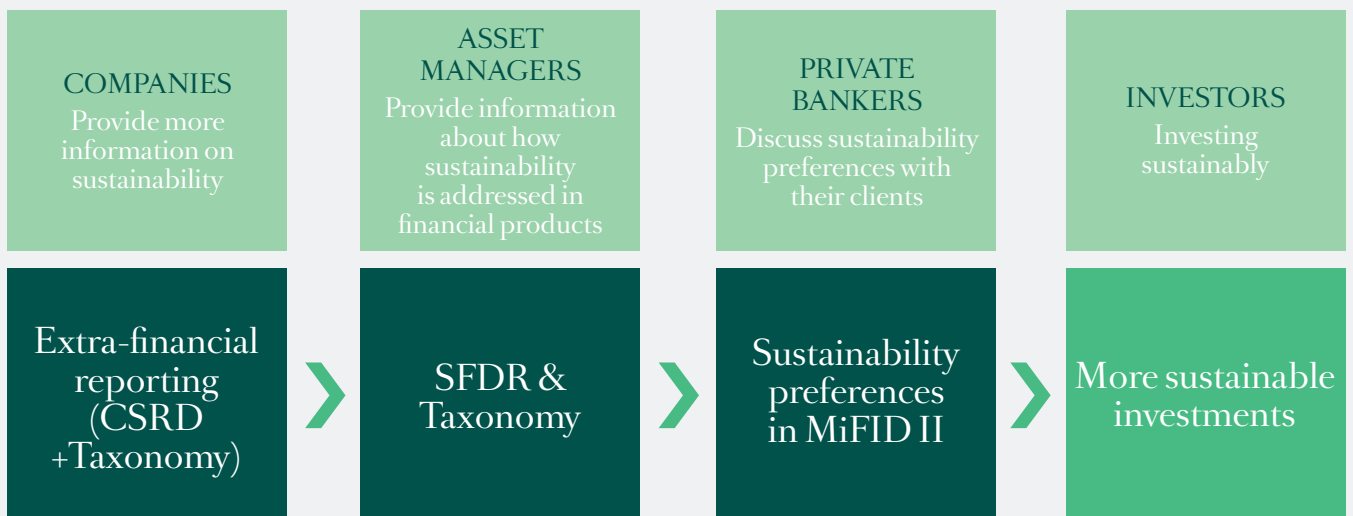 COMPANIES
Provide more
information on
sustainability
ASSET
MANAGERS
Provide information
about how
sustainability
is addressed in
financial products
PRIVATE
BANKERS
Discuss sustainability
preferences with
their clients
INVESTORS
Investing
sustainably
Extra-financial
reporting
(CSRD
+Taxonomy)
SFDR &
Taxonomy
Sustainability
preferences
in MiFID II
More sustainable
investments